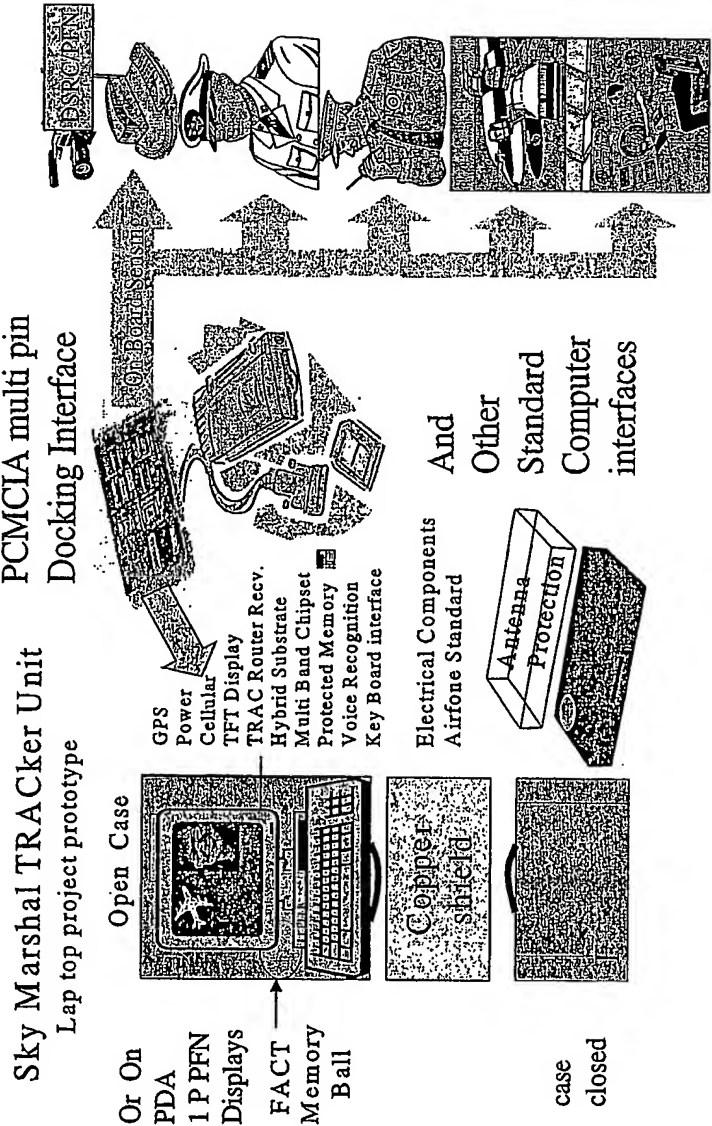 Sky Marshal TRACker Unit
Lap top project prototype
PCMCIA multi pin
Docking Interface
DSRC/PFN
On Board Sensing
Or On
PDA
1 P PFN
Displays
FACT
Memory
Ball
Open Case
GPS
Power
Cellular
TFT Display
TRAC Router Recv.
Hybrid Substrate
Multi Band Chipset
Protected Memory
Voice Recognition
Key Board interface
Copper
shield
Electrical Components
Airfone Standard
And
Other
Standard
Computer
interfaces
case
closed
Antenna
Protection